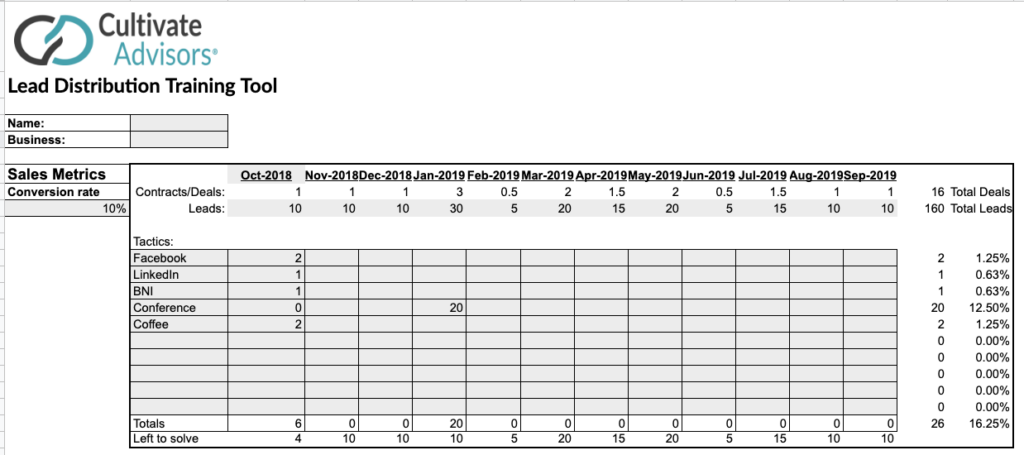 Cultivate
Advisors®
Lead Distribution Training Tool
Name:
Business:
Sales Metrics Oct-2018 Nov-2018 Dec-2018 Jan-2019 Feb-2019 Mar-2019 Apr-2019 May-2019 Jun-2019 Jul-2019 Aug-2019 Sep-2019
Conversion rate Contracts/Deals: 1 1 1 3 0.5 2 1.5 2 0.5 1.5 1 1 16 Total Deals
10% Leads: 10 10 10 30 5 20 15 20 5 15 10 10 160 Total Leads
Tactics:
Facebook 2 2 1.25%
LinkedIn 1 1 0.63%
BNI 1 1 0.63%
Conference 0 20 20 12.50%
Coffee 2 2 1.25%
0 0.00%
0 0.00%
0 0.00%
0 0.00%
0 0.00%
Totals 6 0 0 20 0 0 0 0 0 0 0 0 26 16.25%
Left to solve 4 10 10 10 5 20 15 20 5 15 10 10